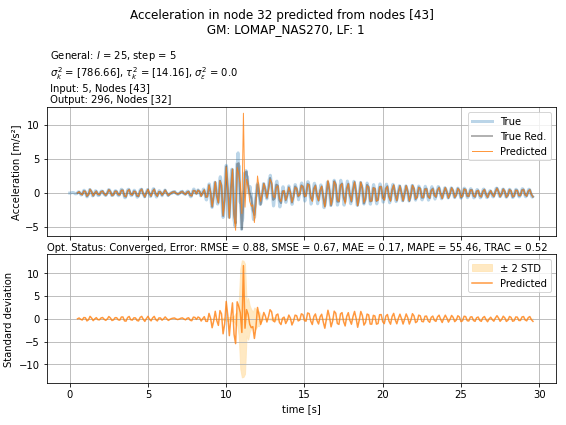 Acceleration in node 32 predicted from nodes [43]
GM: LOMAP_NAS270, LF: 1
General: l = 25, step = 5
σ²ₖ = [786.66], τ²ₖ = [14.16], σ²ₑ = 0.0
Input: 5, Nodes [43]
Output: 296, Nodes [32]
Acceleration [m/s²]
10
5
0
−5
True
True Red.
Predicted
Opt. Status: Converged, Error: RMSE = 0.88, SMSE = 0.67, MAE = 0.17, MAPE = 55.46, TRAC = 0.52
Standard deviation
10
5
0
−5
−10
± 2 STD
Predicted
0 5 10 15 20 25 30
time [s]